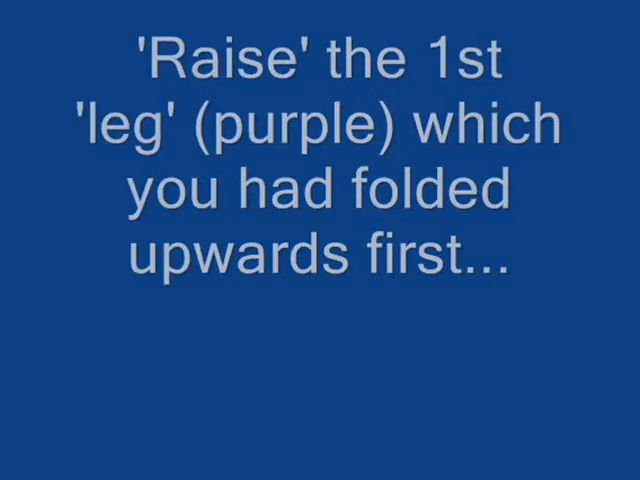 'Raise' the 1st
'leg' (purple) which
you had folded
upwards first...